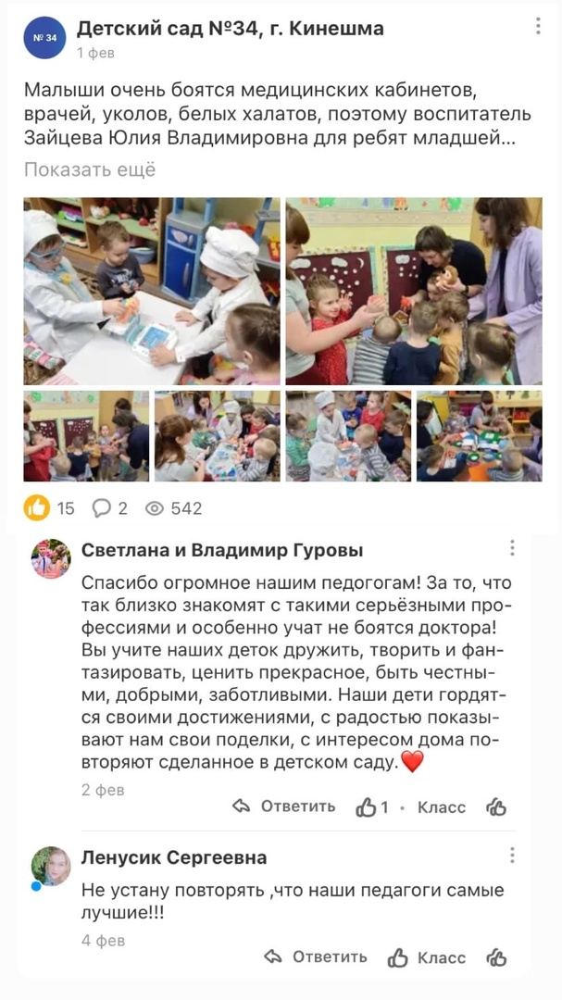 № 34
Детский сад №34, г. Кинешма
1 фев
Малыши очень боятся медицинских кабинетов,
врачей, уколов, белых халатов, поэтому воспитатель
Зайцева Юлия Владимировна для ребят младшей...
Показать ещё
15
2
542
Светлана и Владимир Гуровы
Спасибо огромное нашим педогогам! За то, что
так близко знакомят с такими серьёзными про-
фессиями и особенно учат не боятся доктора!
Вы учите наших деток дружить, творить и фан-
тазировать, ценить прекрасное, быть честны-
ми, добрыми, заботливыми. Наши дети гордят-
ся своими достижениями, с радостью показы-
вают нам свои поделки, с интересом дома по-
вторяют сделанное в детском саду.❤️
2 фев
Ответить 1 • Класс
Ленусик Сергеевна
Не устану повторять ,что наши педагоги самые
лучшие!!!
4 фев
Ответить Класс